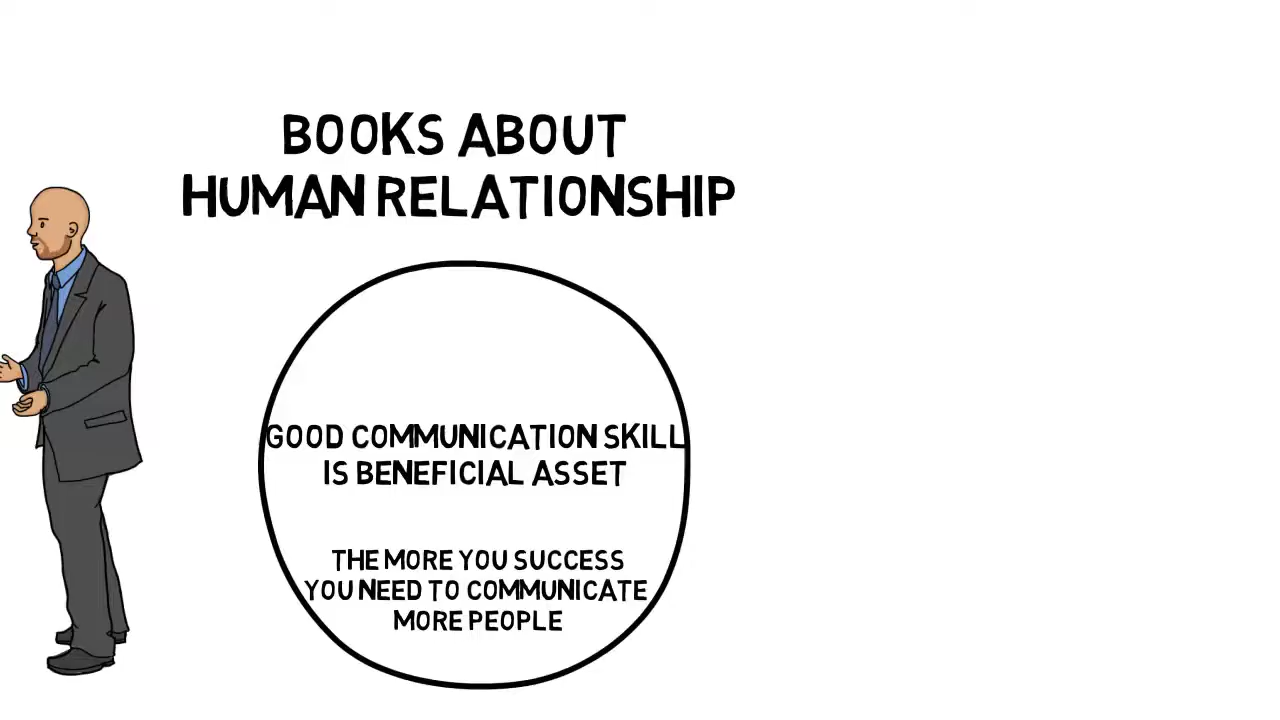 BOOKS ABOUT
HUMAN RELATIONSHIP
GOOD COMMUNICATION SKILL
IS BENEFICIAL ASSET
THE MORE YOU SUCCESS
YOU NEED TO COMMUNICATE
MORE PEOPLE